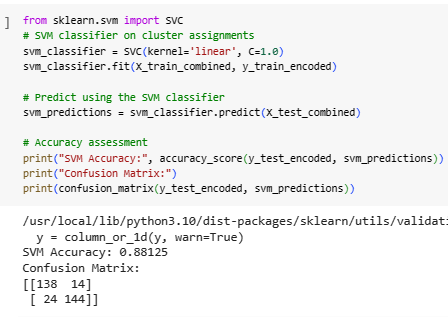 ] from sklearn.svm import SVC
# SVM classifier on cluster assignments
svm_classifier = SVC(kernel='linear', C=1.0)
svm_classifier.fit(X_train_combined, y_train_encoded)
# Predict using the SVM classifier
svm_predictions = svm_classifier.predict(X_test_combined)
# Accuracy assessment
print("SVM Accuracy:", accuracy_score(y_test_encoded, svm_predictions))
print("Confusion Matrix:")
print(confusion_matrix(y_test_encoded, svm_predictions))
/usr/local/lib/python3.10/dist-packages/sklearn/utils/validati
y = column_or_1d(y, warn=True)
SVM Accuracy: 0.88125
Confusion Matrix:
[[138 14]
[ 24 144]]